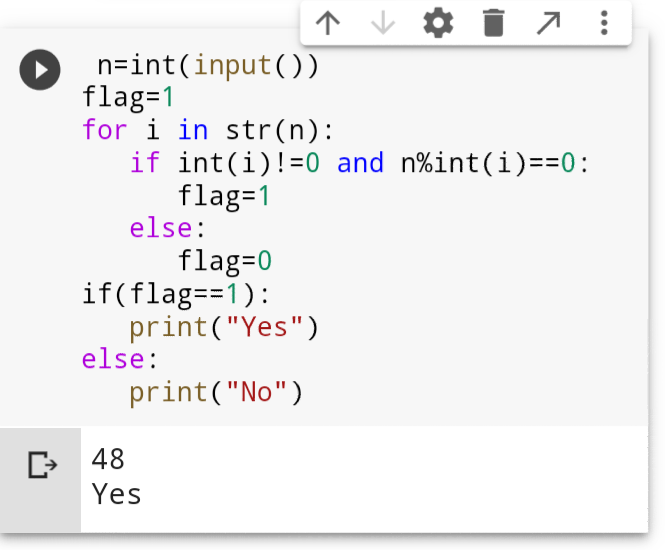 n=int(input())
flag=1
for i in str(n):
   if int(i)!=0 and n%int(i)==0:
      flag=1
   else:
      flag=0
if(flag==1):
   print("Yes")
else:
   print("No")
48
Yes